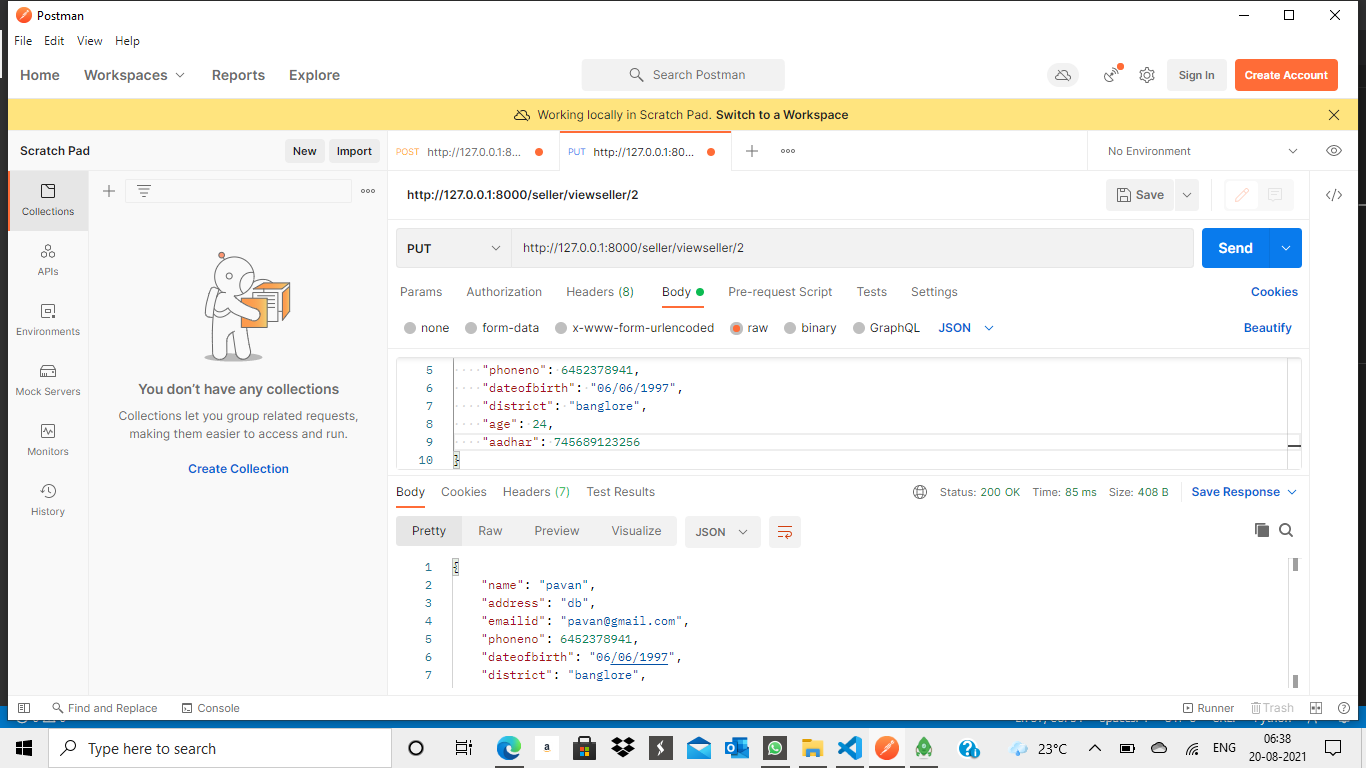 Postman
File Edit View Help
Home Workspaces Reports Explore
Search Postman
Sign In
Create Account
Working locally in Scratch Pad. Switch to a Workspace
Scratch Pad
New
Import
POST http://127.0.0.1:8...
PUT http://127.0.0.1:80...
No Environment
Collections
APIs
Environments
Mock Servers
Monitors
History
You don't have any collections
Collections let you group related requests,
making them easier to access and run.
Create Collection
http://127.0.0.1:8000/seller/viewseller/2
Save
PUT
http://127.0.0.1:8000/seller/viewseller/2
Send
Params Authorization Headers (8) Body Pre-request Script Tests Settings
Cookies
none form-data x-www-form-urlencoded raw binary GraphQL JSON
Beautify
5 "phoneno": 6452378941,
6 "dateofbirth": "06/06/1997",
7 "district": "banglore",
8 "age": 24,
9 "aadhar": 745689123256
10 }
Body Cookies Headers (7) Test Results
Status: 200 OK Time: 85 ms Size: 408 B
Save Response
Pretty Raw Preview Visualize JSON
1 {
2 "name": "pavan",
3 "address": "db",
4 "emailid": "pavan@gmail.com",
5 "phoneno": 6452378941,
6 "dateofbirth": "06/06/1997",
7 "district": "banglore",
Find and Replace Console
Runner Trash
Type here to search
a
23°C
ENG
06:38
20-08-2021